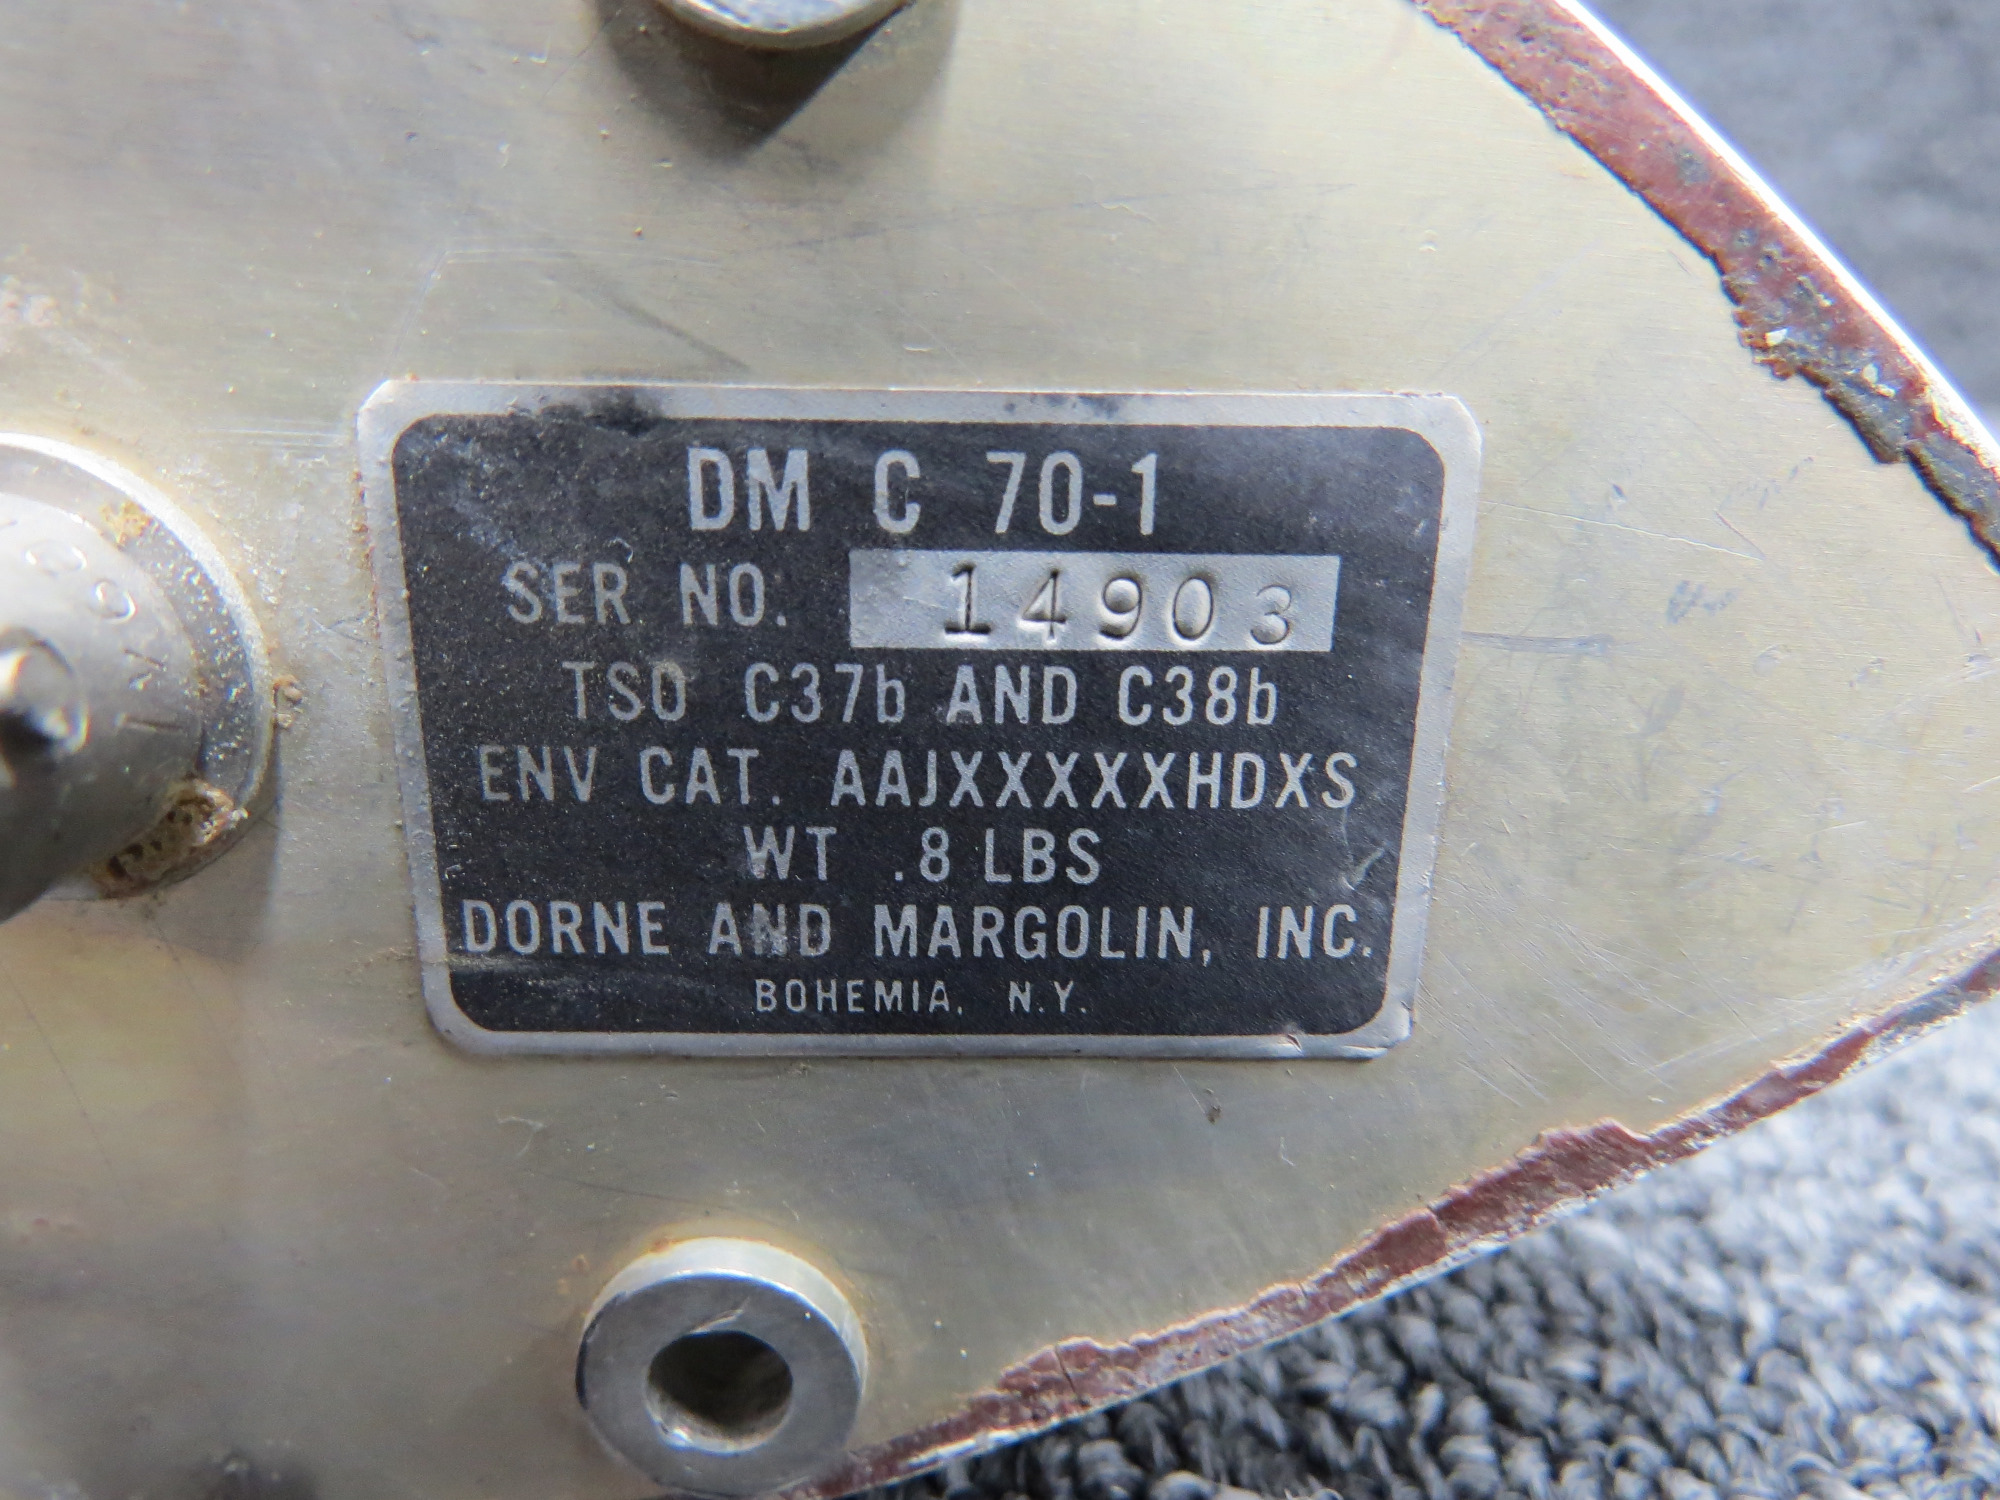 DM C 70-1
SER NO. 14903
TSO C37b AND C38b
ENV CAT. AAJXXXXXXHDXS
WT .8 LBS
DORNE AND MARGOLIN, INC.
BOHEMIA, N.Y.